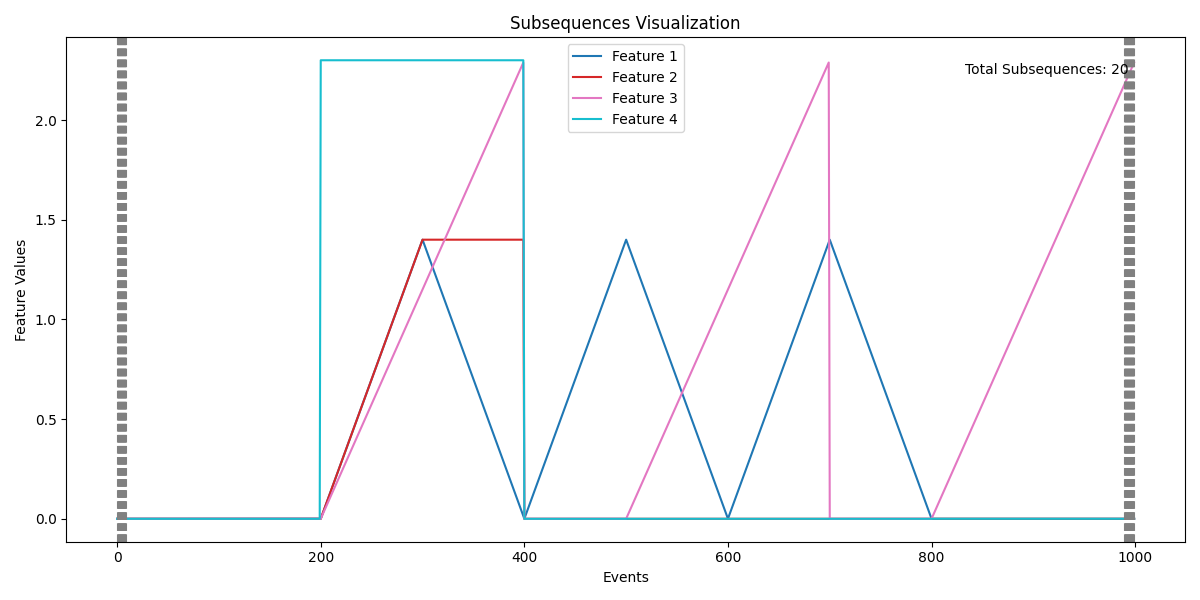 Subsequences Visualization
Feature 1
Feature 2
Feature 3
Feature 4
Total Subsequences: 20
Feature Values
2.0
1.5
1.0
0.5
0.0
0 200 400 600 800 1000
Events